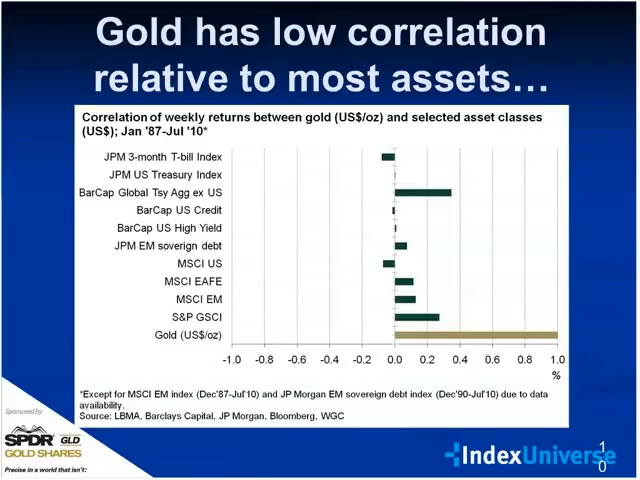 Gold has low correlation
relative to most assets…
Correlation of weekly returns between gold (US$/oz) and selected asset classes
(US$); Jan '87-Jul '10*
JPM 3-month T-bill Index
JPM US Treasury Index
BarCap Global Tsy Agg ex US
BarCap US Credit
BarCap US High Yield
JPM EM soverign debt
MSCI US
MSCI EAFE
MSCI EM
S&P GSCI
Gold (US$/oz)
-1.0 -0.8 -0.6 -0.4 -0.2 0.0 0.2 0.4 0.6 0.8 1.0
%
*Except for MSCI EM index (Dec'87-Jul'10) and JP Morgan EM sovereign debt index (Dec'90-Jul'10) due to data
availability.
Source: LBMA, Barclays Capital, JP Morgan, Bloomberg, WGC
Sponsored by:
SPDR GLD
GOLD SHARES
Precise in a world that isn't:
IndexUniverse
1
0